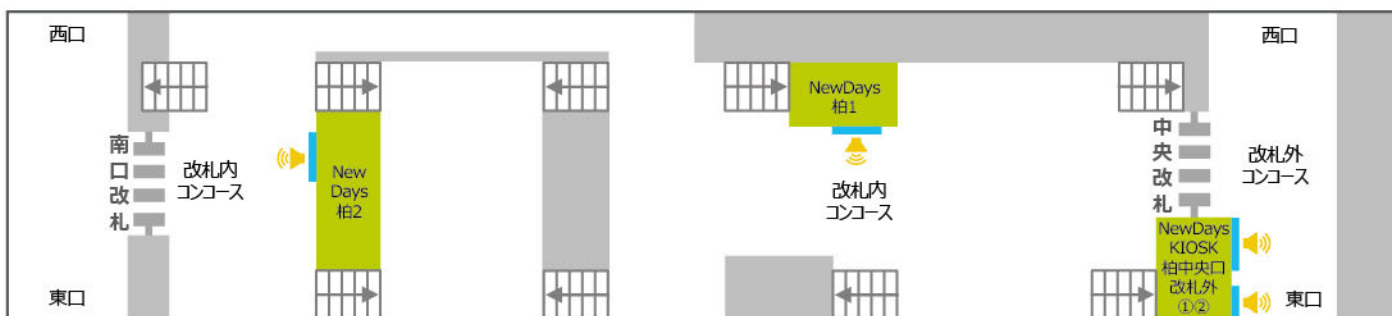 西口
南口改札
改札内
コンコース
東口
New
Days
柏2
NewDays
柏1
改札内
コンコース
中央改札
西口
改札外
コンコース
NewDays
KIOSK
柏中央口
改札外
①②
東口